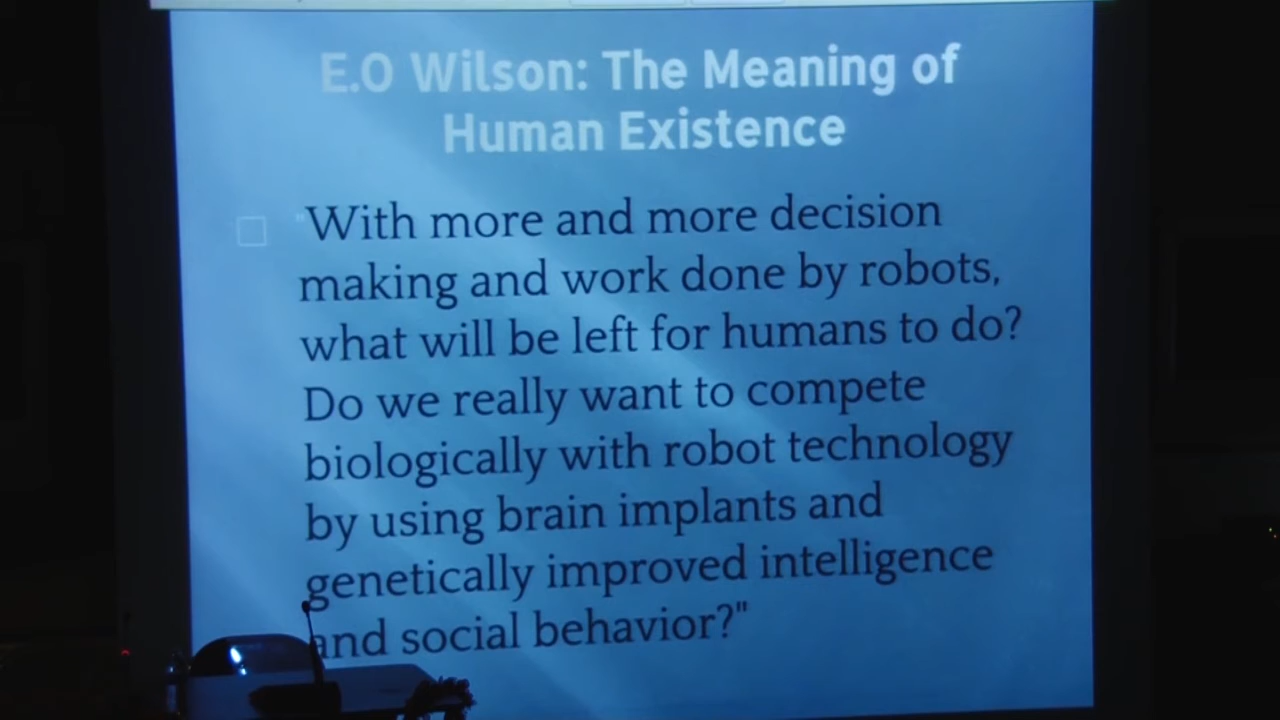 E.O Wilson: The Meaning of
Human Existence
"With more and more decision
making and work done by robots,
what will be left for humans to do?
Do we really want to compete
biologically with robot technology
by using brain implants and
genetically improved intelligence
and social behavior?"